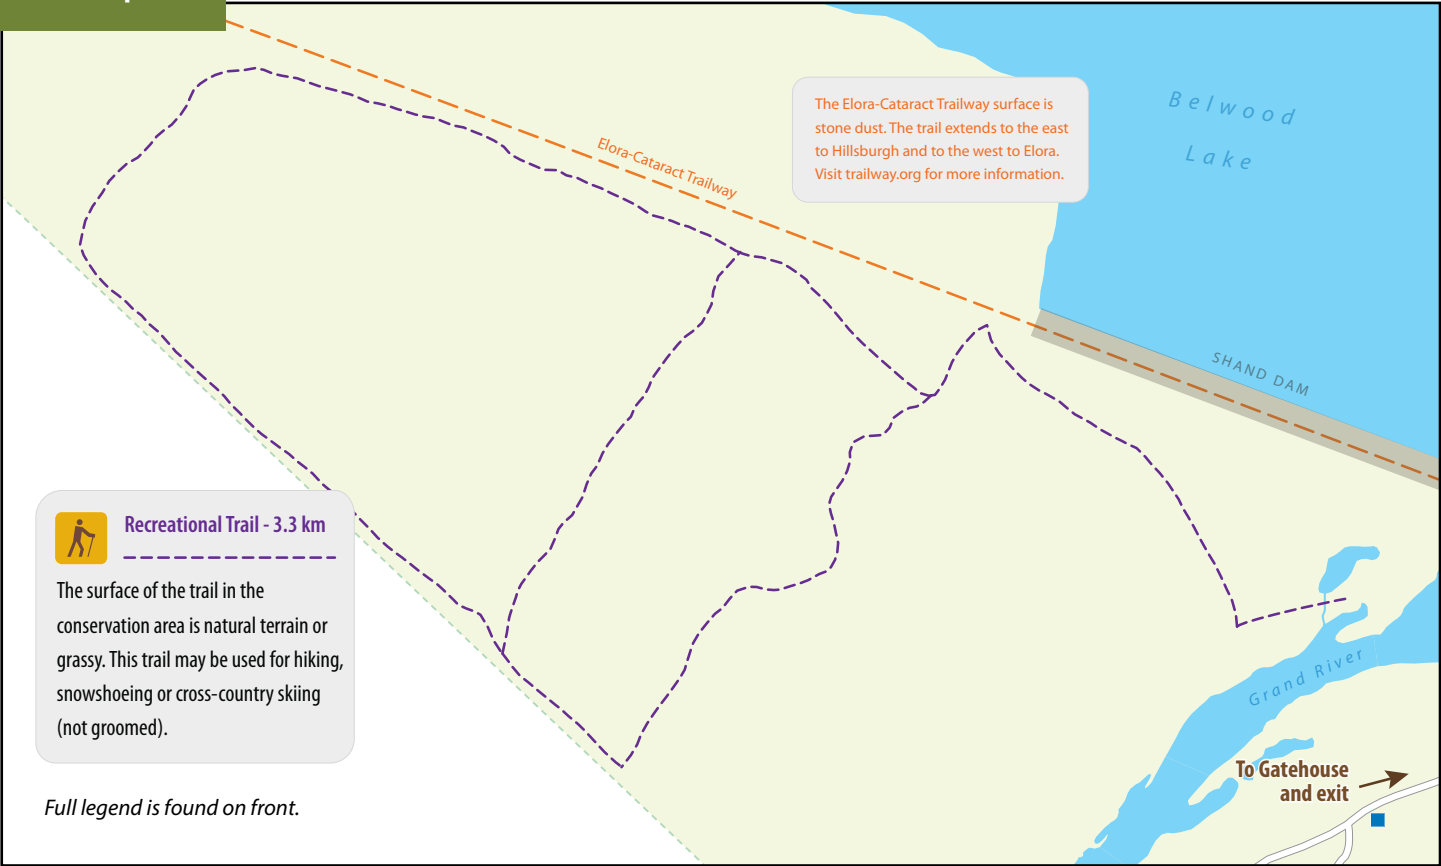 Belwood
Lake
The Elora-Cataract Trailway surface is
stone dust. The trail extends to the east
to Hillsburgh and to the west to Elora.
Visit trailway.org for more information.
Elora-Cataract Trailway
SHAND DAM
Recreational Trail - 3.3 km
The surface of the trail in the
conservation area is natural terrain or
grassy. This trail may be used for hiking,
snowshoeing or cross-country skiing
(not groomed).
Grand River
To Gatehouse
and exit
Full legend is found on front.